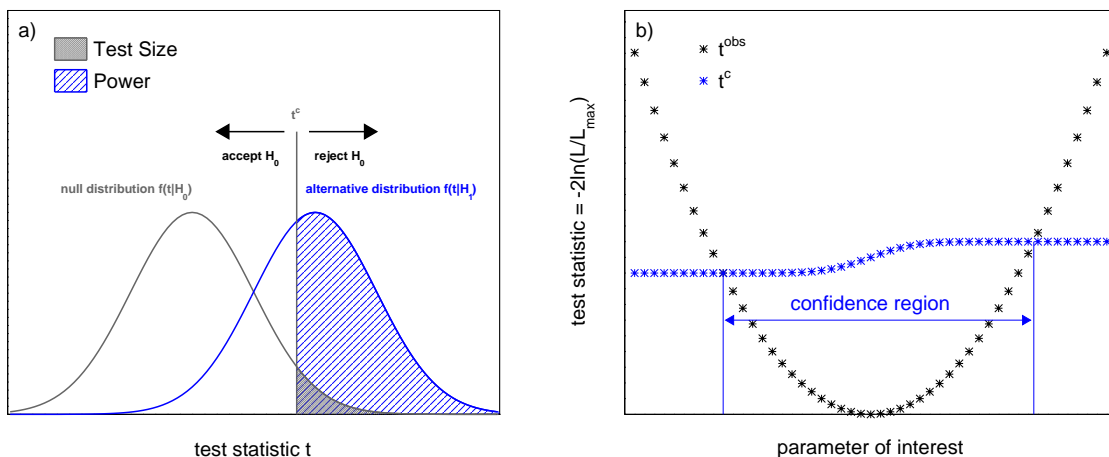 a)
Test Size
Power
t^c
accept H_0
reject H_0
null distribution f(t|H_0)
alternative distribution f(t|H_1)
test statistic t
b)
t^obs
t^c
test statistic = -2ln(L/L_max)
confidence region
parameter of interest